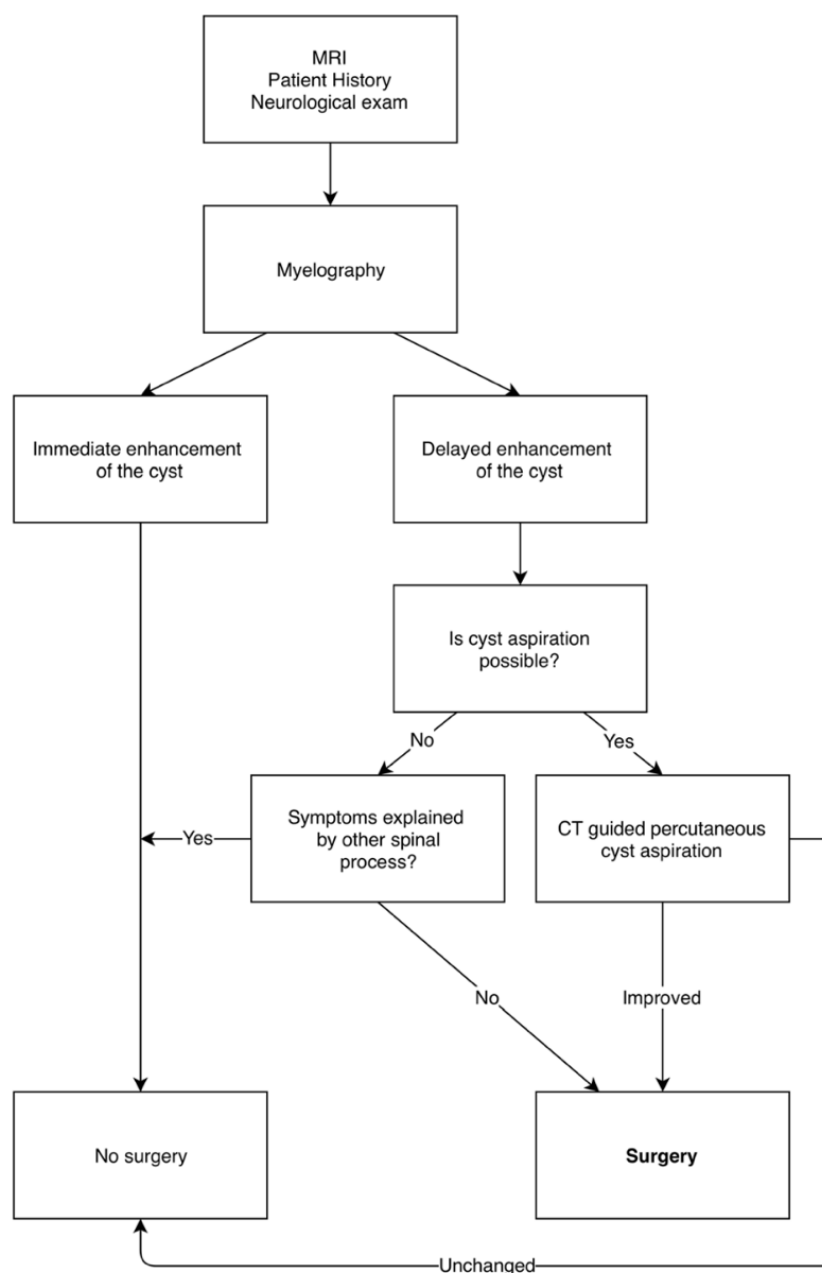 MRI
Patient History
Neurological exam
Myelography
Immediate enhancement
of the cyst
Delayed enhancement
of the cyst
Is cyst aspiration
possible?
No
Yes
Symptoms explained
by other spinal
process?
CT guided percutaneous
cyst aspiration
Yes
No
Improved
No surgery
Surgery
Unchanged